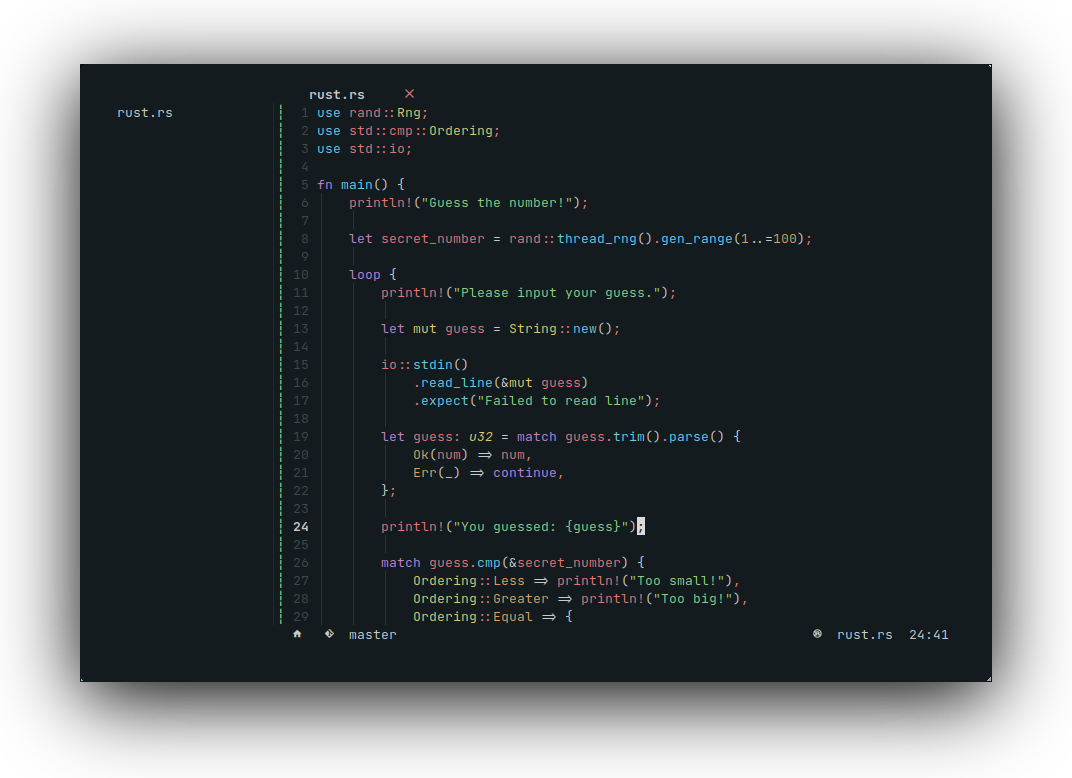 rust.rs
rust.rs
1 use rand::Rng;
2 use std::cmp::Ordering;
3 use std::io;
4
5 fn main() {
6     println!("Guess the number!");
7
8     let secret_number = rand::thread_rng().gen_range(1..=100);
9
10     loop {
11         println!("Please input your guess.");
12
13         let mut guess = String::new();
14
15         io::stdin()
16             .read_line(&mut guess)
17             .expect("Failed to read line");
18
19         let guess: u32 = match guess.trim().parse() {
20             Ok(num) => num,
21             Err(_) => continue,
22         };
23
24         println!("You guessed: {guess}");
25
26         match guess.cmp(&secret_number) {
27             Ordering::Less => println!("Too small!"),
28             Ordering::Greater => println!("Too big!"),
29             Ordering::Equal => {
master rust.rs 24:41